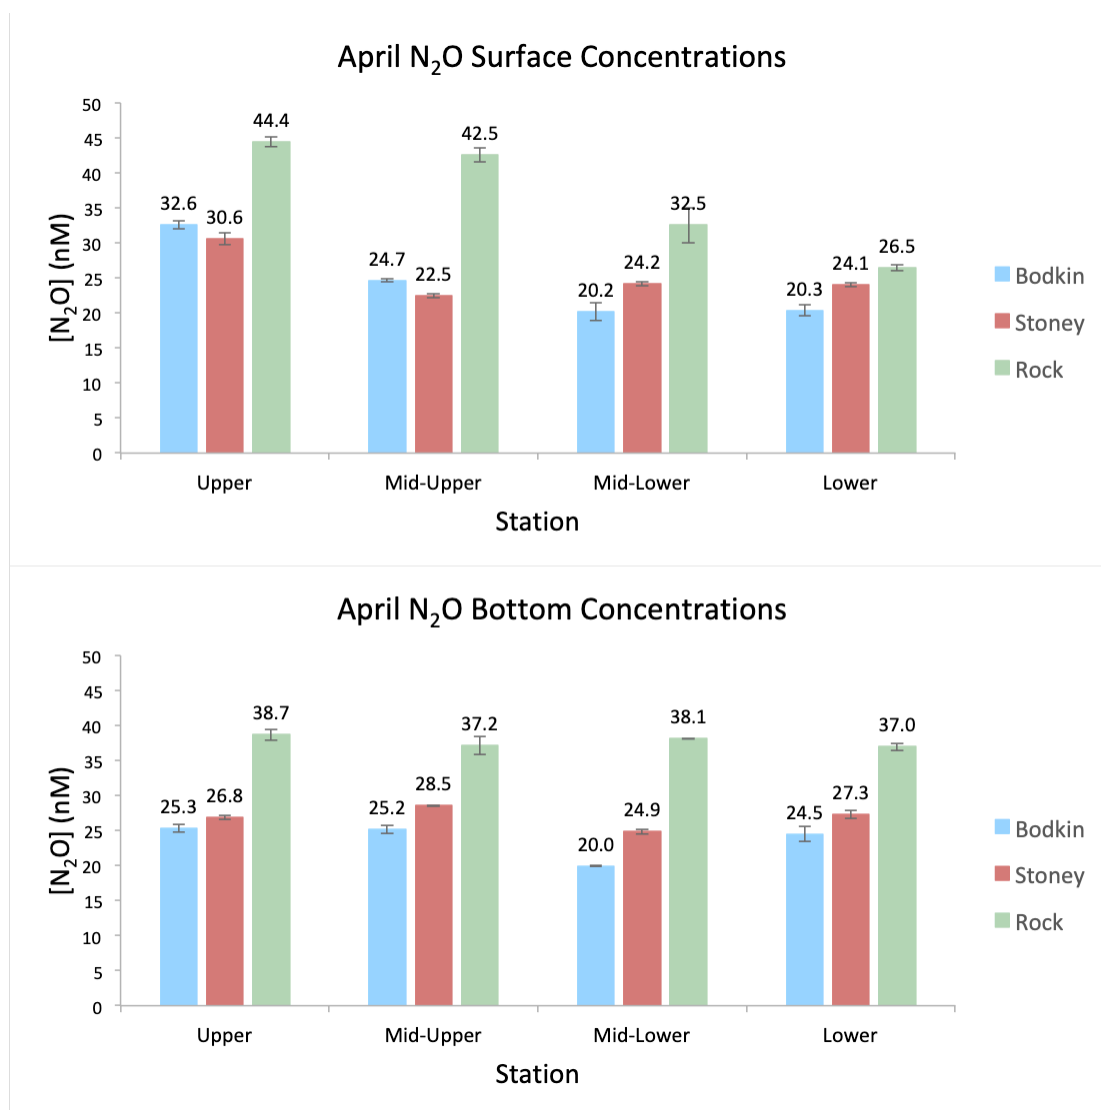 April N₂O Surface Concentrations
50
45
40
35
30
25
20
15
10
5
0
[N₂O] (nM)
32.6
30.6
44.4
24.7
22.5
42.5
20.2
24.2
32.5
20.3
24.1
26.5
Upper
Mid-Upper
Mid-Lower
Lower
Station
Bodkin
Stoney
Rock
April N₂O Bottom Concentrations
50
45
40
35
30
25
20
15
10
5
0
[N₂O] (nM)
25.3
26.8
38.7
25.2
28.5
37.2
20.0
24.9
38.1
24.5
27.3
37.0
Upper
Mid-Upper
Mid-Lower
Lower
Station
Bodkin
Stoney
Rock